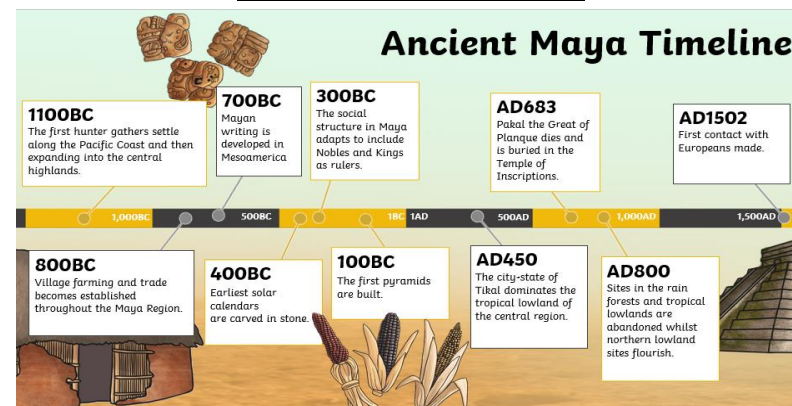 Ancient Maya Timeline
1100BC
The first hunter gathers settle
along the Pacific Coast and then
expanding into the central
highlands.
700BC
Mayan
writing is
developed in
Mesoamerica
300BC
The social
structure in Maya
adapts to include
Nobles and Kings
as rulers.
AD683
Pakal the Great of
Planque dies and
is buried in the
Temple of
Inscriptions.
AD1502
First contact with
Europeans made.
1,000BC
500BC
1BC
1AD
500AD
1,000AD
1,500AD
800BC
Village farming and trade
becomes established
throughout the Maya Region.
400BC
Earliest solar
calendars
are carved in stone.
100BC
The first pyramids
are built.
AD450
The city-state of
Tikal dominates the
tropical lowland of
the central region.
AD800
Sites in the rain
forests and tropical
lowlands are
abandoned whilst
northern lowland
sites flourish.